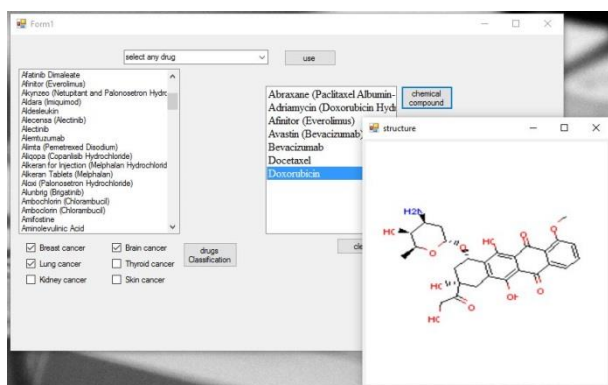 Form1
select any drug
use
Afatinib Dimaleate
Afinitor (Everolimus)
Akynzeo (Netuptant and Palonosetron Hydrc
Aldara (Imiquimod)
Aldesleukin
Alecensa (Alectinib)
Alectinib
Alemtuzumab
Alimta (Pemetrexed Disodium)
Aliqopa (Copanlisib Hydrochloride)
Alkeran for Injection (Melphalan Hydrochlorid
Alkeran Tablets (Melphalan)
Aloxi (Palonosetron Hydrochloride)
Alunbrig (Brigatinib)
Ambochlorin (Chlorambucil)
Amboclorin (Chlorambucil)
Amifostine
Aminolevulinic Acid
Abraxane (Paclitaxel Albumin-
Adriamycin (Doxorubicin Hyd
Afinitor (Everolimus)
Avastin (Bevacizumab)
Bevacizumab
Docetaxel
Doxorubicin
chemical
compound
Breast cancer
Brain cancer
Lung cancer
Thyroid cancer
Kidney cancer
Skin cancer
drugs
Classification
cle
structure
H2N
HO
O
O
HO
O
O
HO
O
OH
O
HO